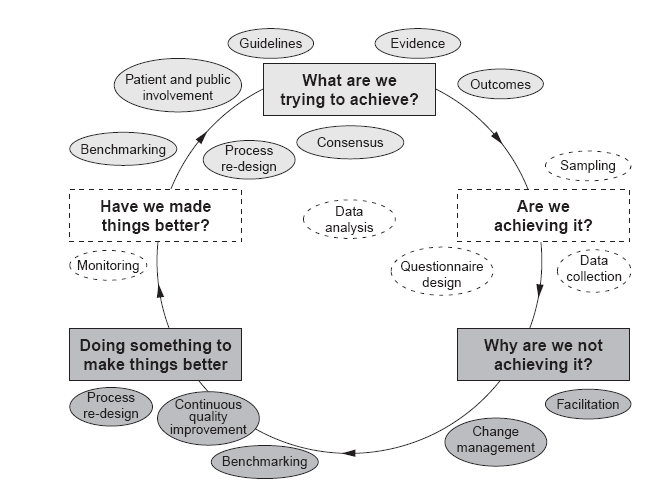 Guidelines
Evidence
What are we
trying to achieve?
Patient and public
involvement
Outcomes
Benchmarking
Process
re-design
Consensus
Sampling
Have we made
things better?
Data
analysis
Are we
achieving it?
Monitoring
Questionnaire
design
Data
collection
Doing something to
make things better
Why are we not
achieving it?
Process
re-design
Continuous
quality
improvement
Facilitation
Change
management
Benchmarking